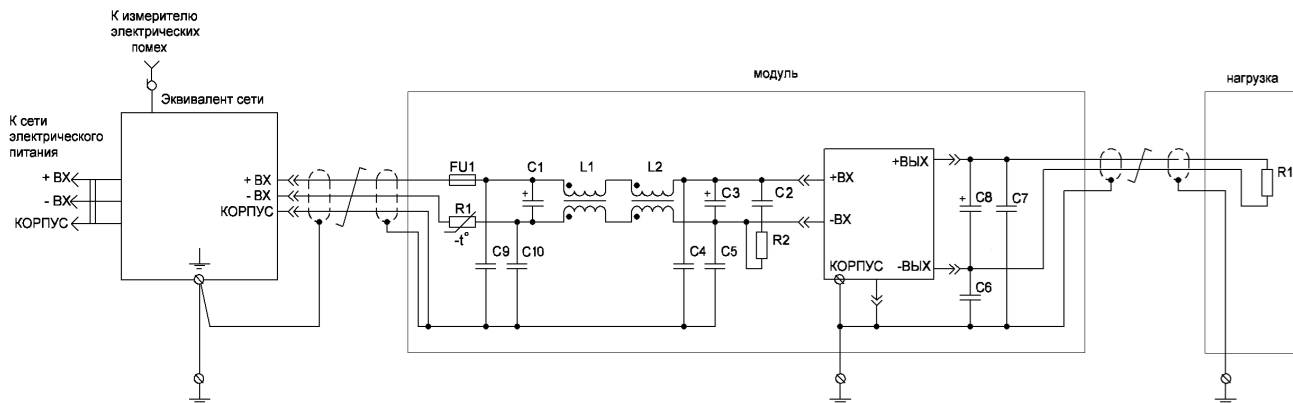 К измерителю
электрических
помех
Эквивалент сети
К сети
электрического
питания
+ ВХ
- ВХ
КОРПУС
+ ВХ
- ВХ
КОРПУС
модуль
FU1
C1
L1
L2
R1
-t°
C9
C10
C3
C2
C4
C5
R2
+ВХ
-ВХ
КОРПУС
+ВЫХ
-ВЫХ
C8
C7
C6
нагрузка
R1